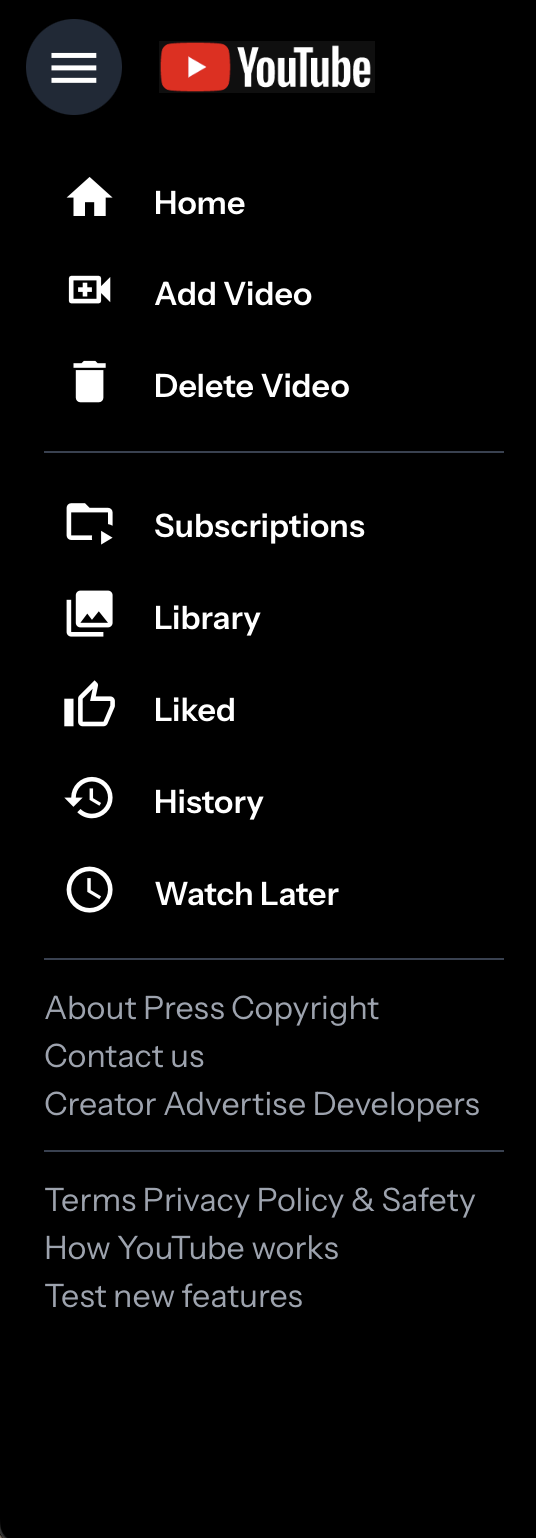 YouTube
Home
Add Video
Delete Video
Subscriptions
Library
Liked
History
Watch Later
About Press Copyright
Contact us
Creator Advertise Developers
Terms Privacy Policy & Safety
How YouTube works
Test new features